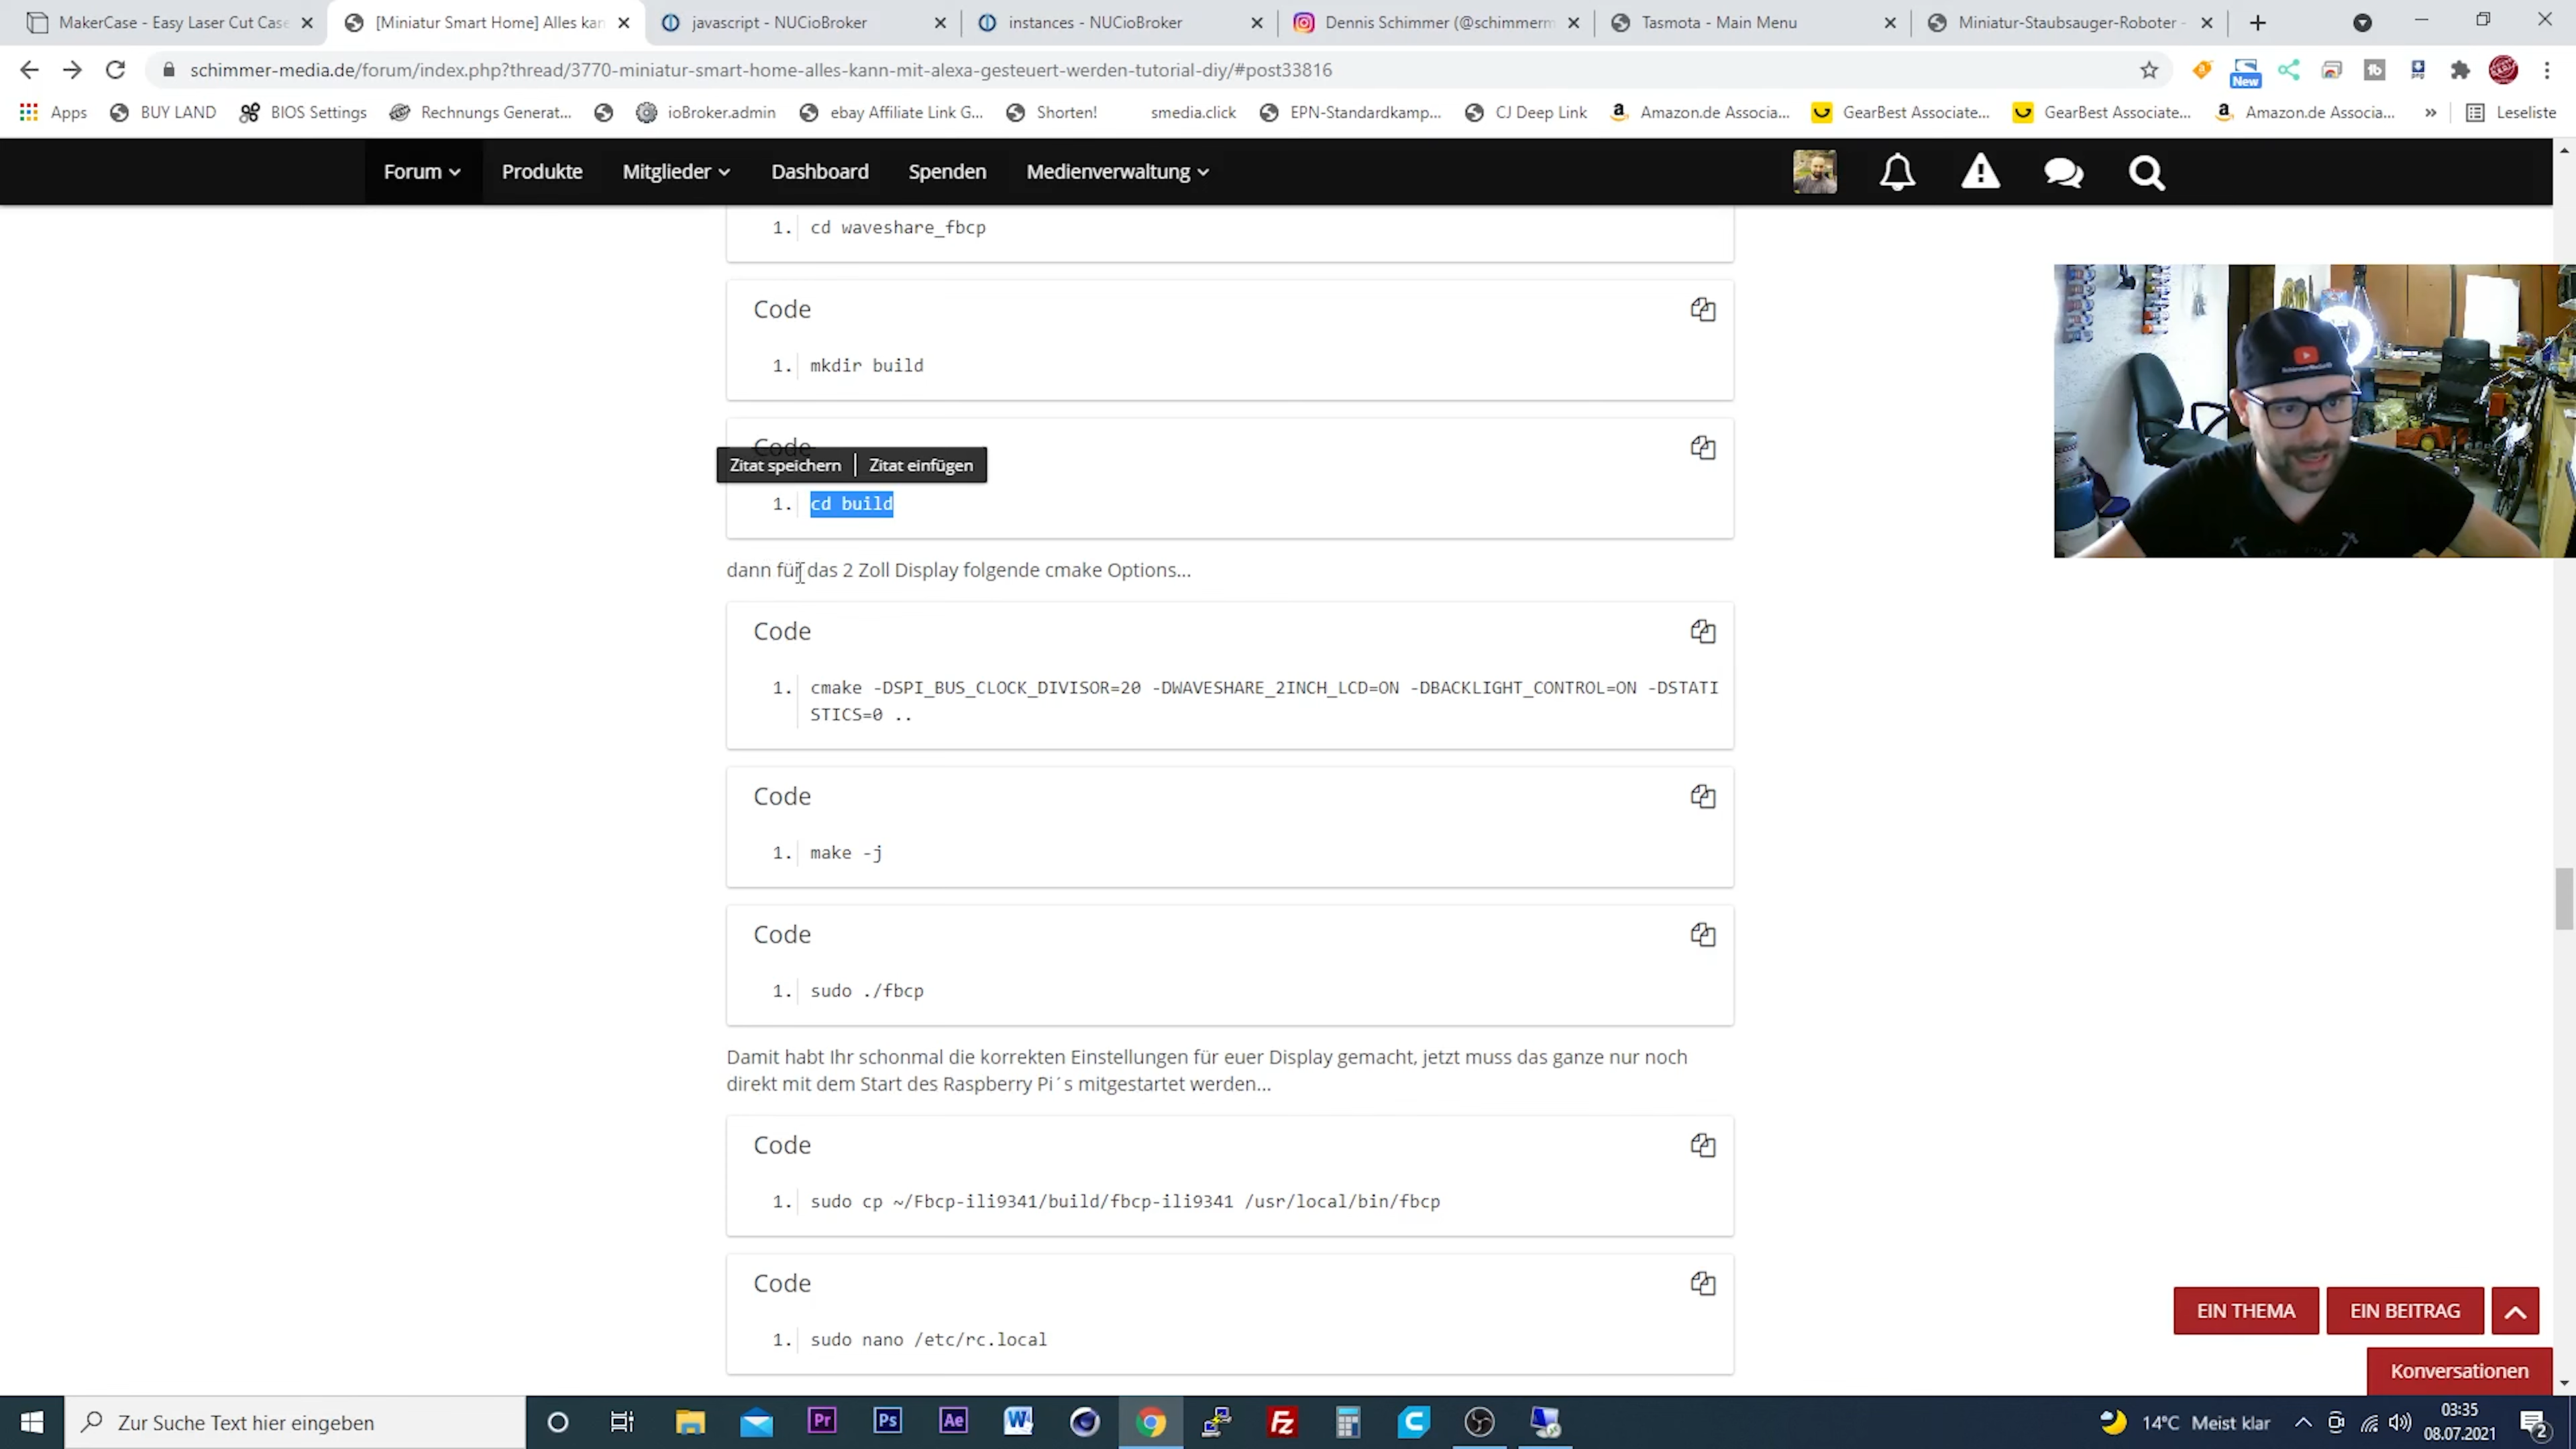 MakerCase - Easy Laser Cut Case
[Miniatur Smart Home] Alles kan
javascript - NUCioBroker
instances - NUCioBroker
Dennis Schimmer (@schimmerm
Tasmota - Main Menu
Miniatur-Staubsauger-Roboter -
schimmer-media.de/forum/index.php?thread/3770-miniatur-smart-home-alles-kann-mit-alexa-gesteuert-werden-tutorial-diy/#post33816
New
Apps
BUY LAND
BIOS Settings
Rechnungs Generat...
ioBroker.admin
ebay Affiliate Link G...
Shorten!
smedia.click
EPN-Standardkamp...
CJ Deep Link
Amazon.de Associa...
GearBest Associate...
GearBest Associate...
Amazon.de Associa...
»
Leseliste
Forum
Produkte
Mitglieder
Dashboard
Spenden
Medienverwaltung
1. cd waveshare_fbcp
Code
1. mkdir build
Code
Zitat speichern | Zitat einfügen
1. cd build
dann für das 2 Zoll Display folgende cmake Options...
Code
1. cmake -DSPI_BUS_CLOCK_DIVISOR=20 -DWAVESHARE_2INCH_LCD=ON -DBACKLIGHT_CONTROL=ON -DSTATI
STICS=0 ..
Code
1. make -j
Code
1. sudo ./fbcp
Damit habt Ihr schonmal die korrekten Einstellungen für euer Display gemacht, jetzt muss das ganze nur noch
direkt mit dem Start des Raspberry Pi´s mitgestartet werden...
Code
1. sudo cp ~/Fbcp-ili9341/build/fbcp-ili9341 /usr/local/bin/fbcp
Code
1. sudo nano /etc/rc.local
EIN THEMA
EIN BEITRAG
Konversationen
Zur Suche Text hier eingeben
Pr
Ps
Ae
W
Fz
C
14°C Meist klar
03:35
08.07.2021
2